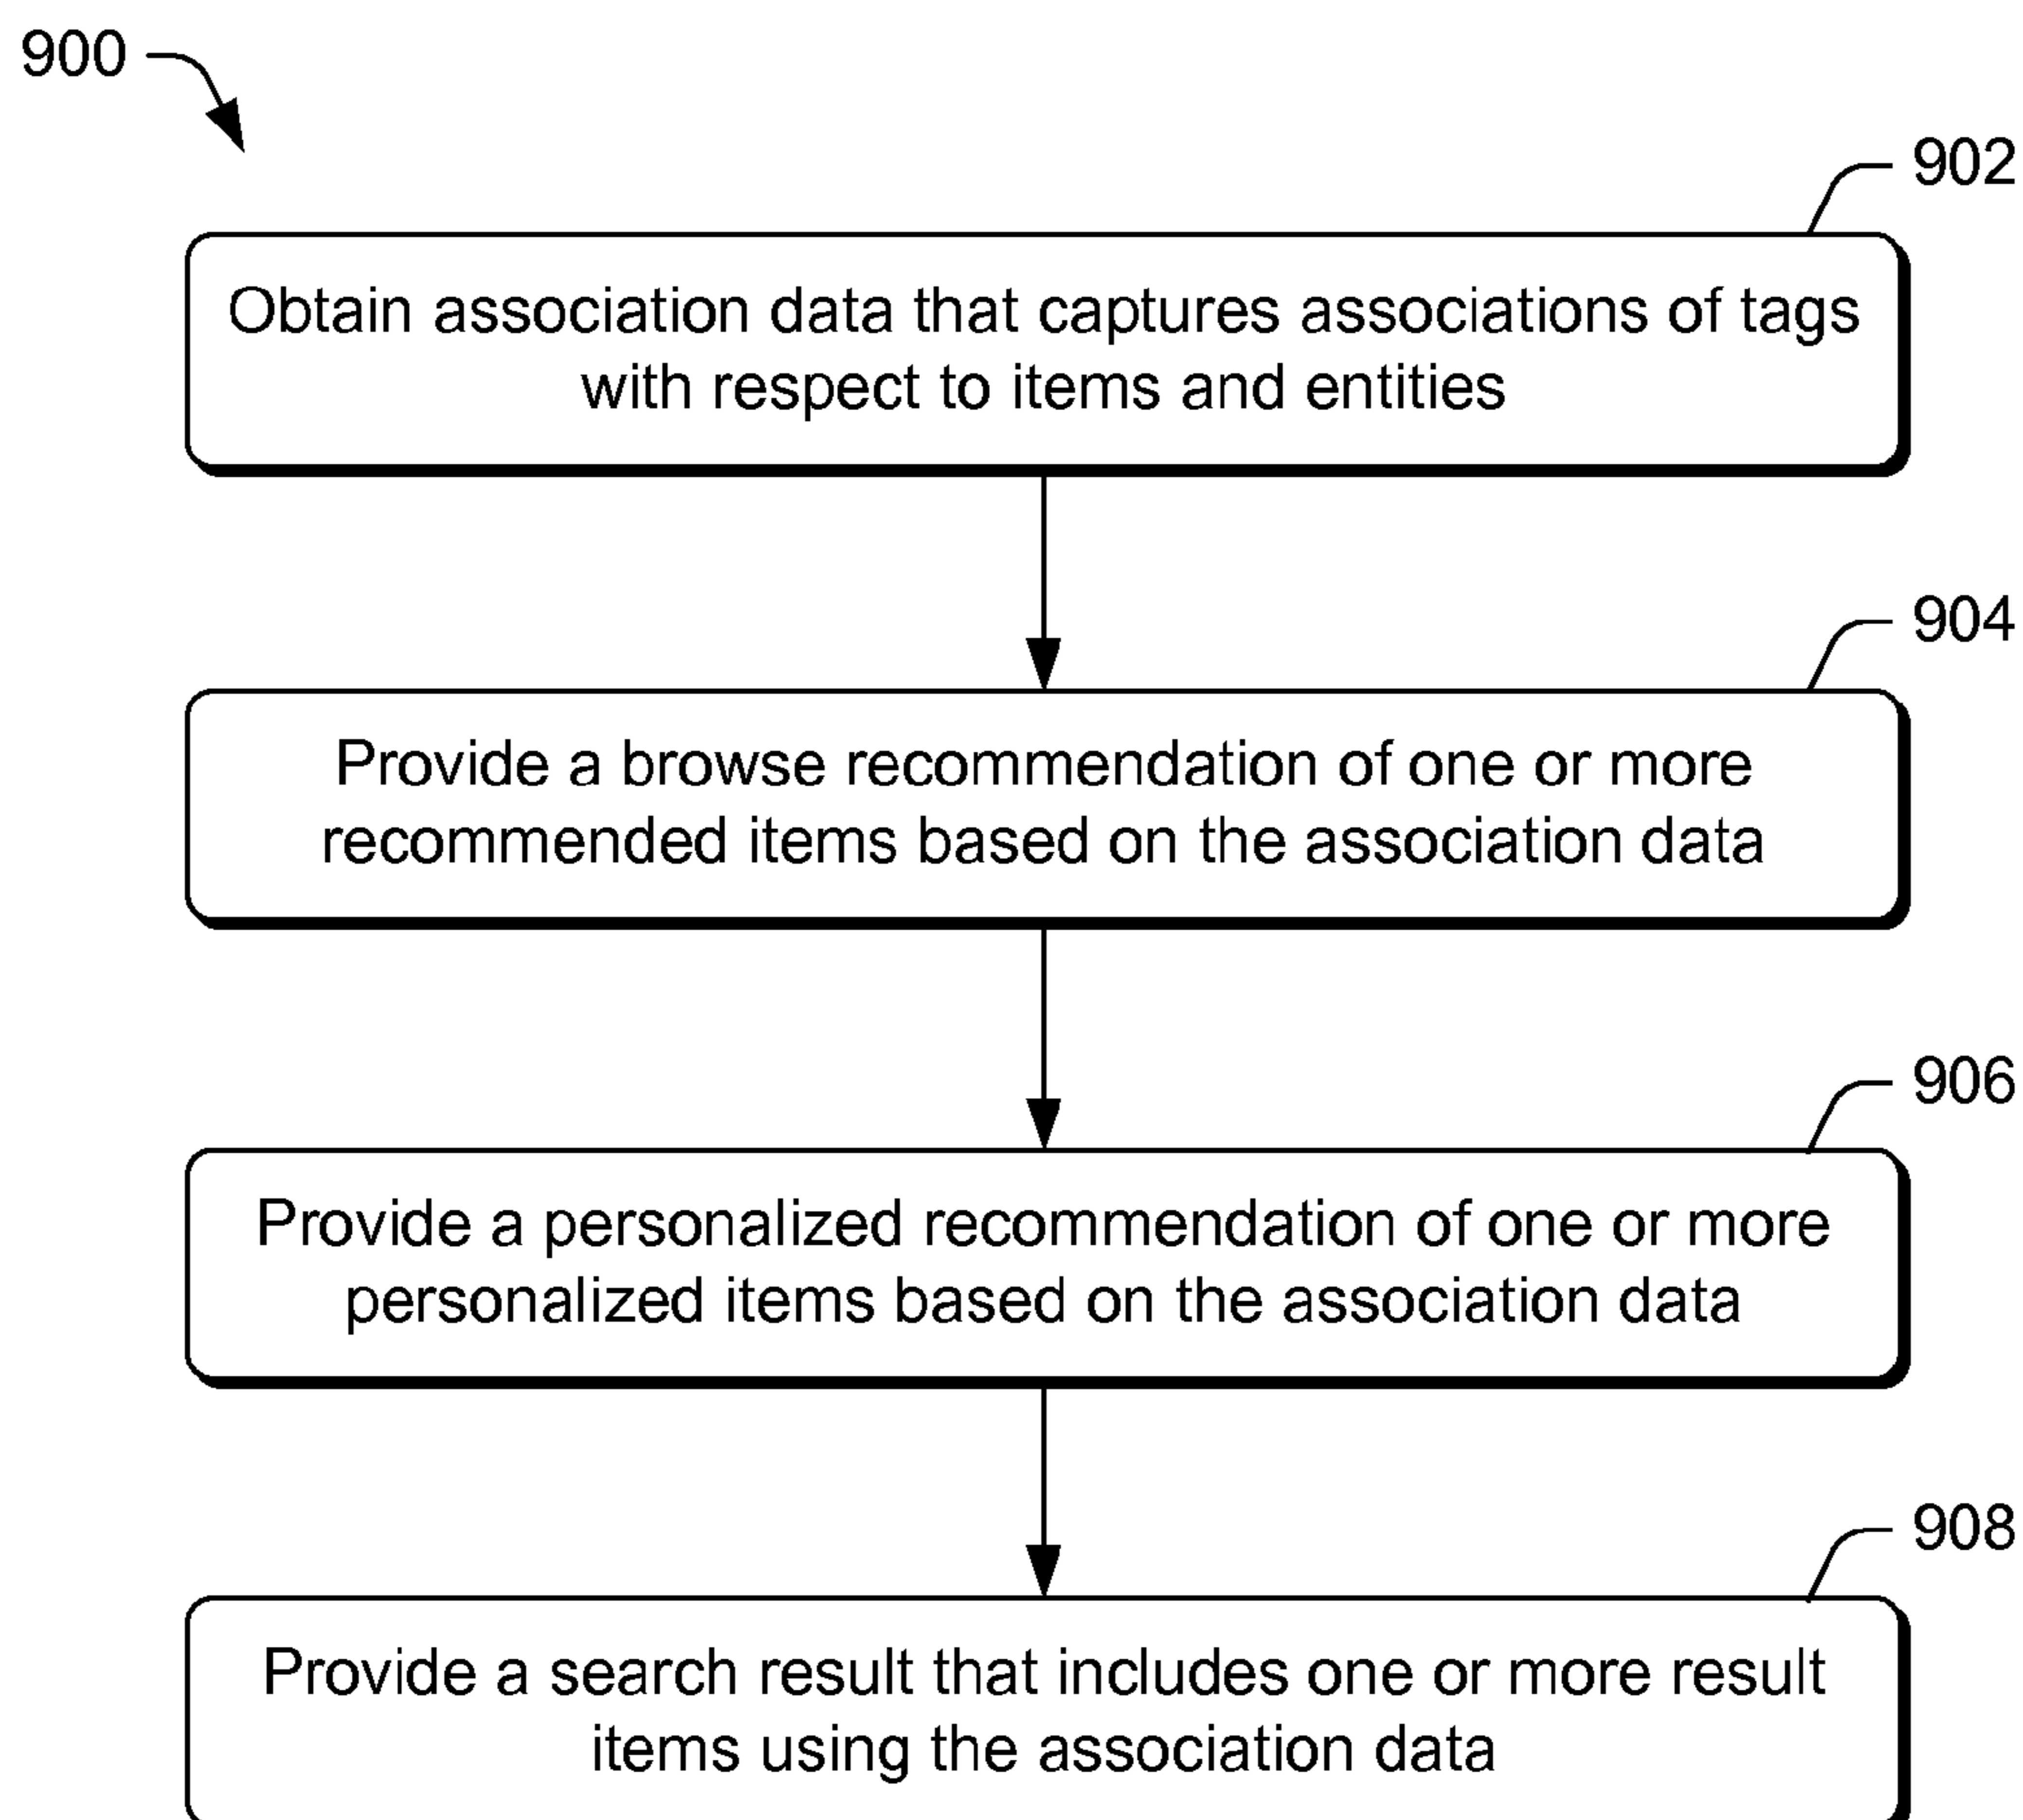 900
902
Obtain association data that captures associations of tags
with respect to items and entities
904
Provide a browse recommendation of one or more
recommended items based on the association data
906
Provide a personalized recommendation of one or more
personalized items based on the association data
908
Provide a search result that includes one or more result
items using the association data